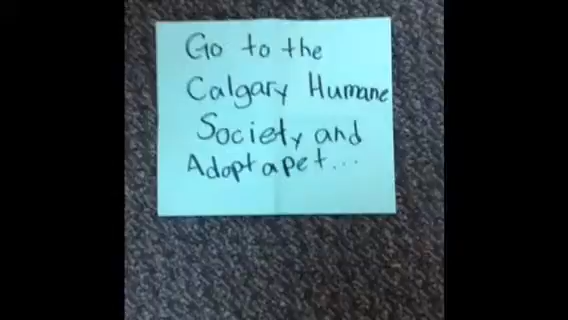 Go to the
Calgary Humane
Society and
Adopt a pet...